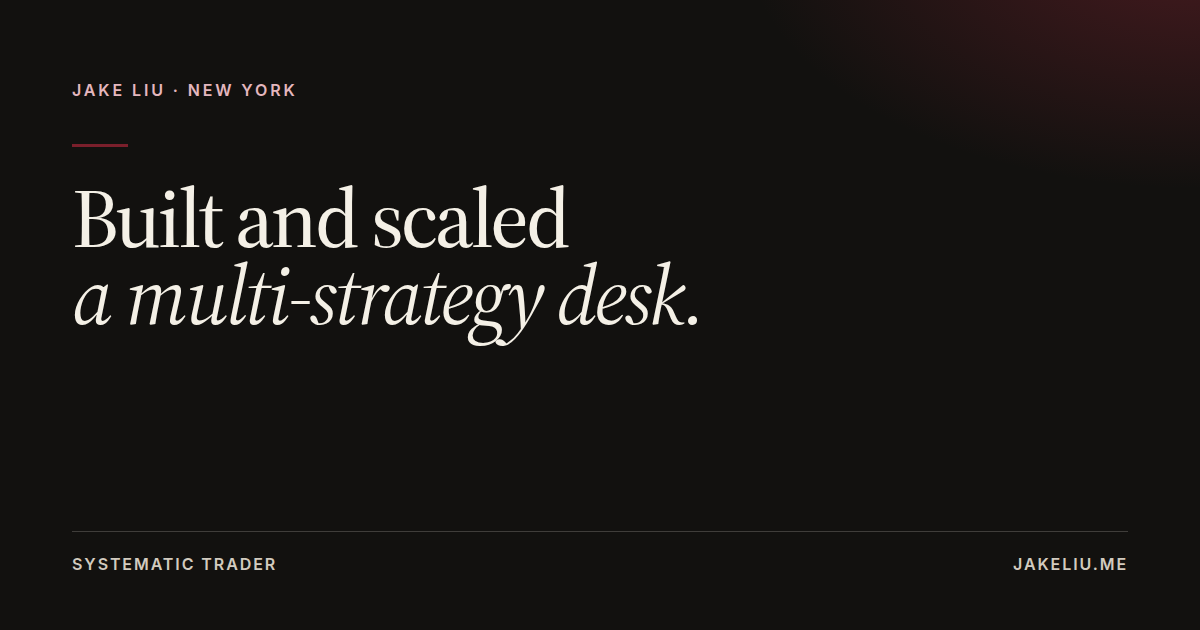 JAKE LIU · NEW YORK
Built and scaled
a multi-strategy desk.
SYSTEMATIC TRADER
JAKELIU.ME